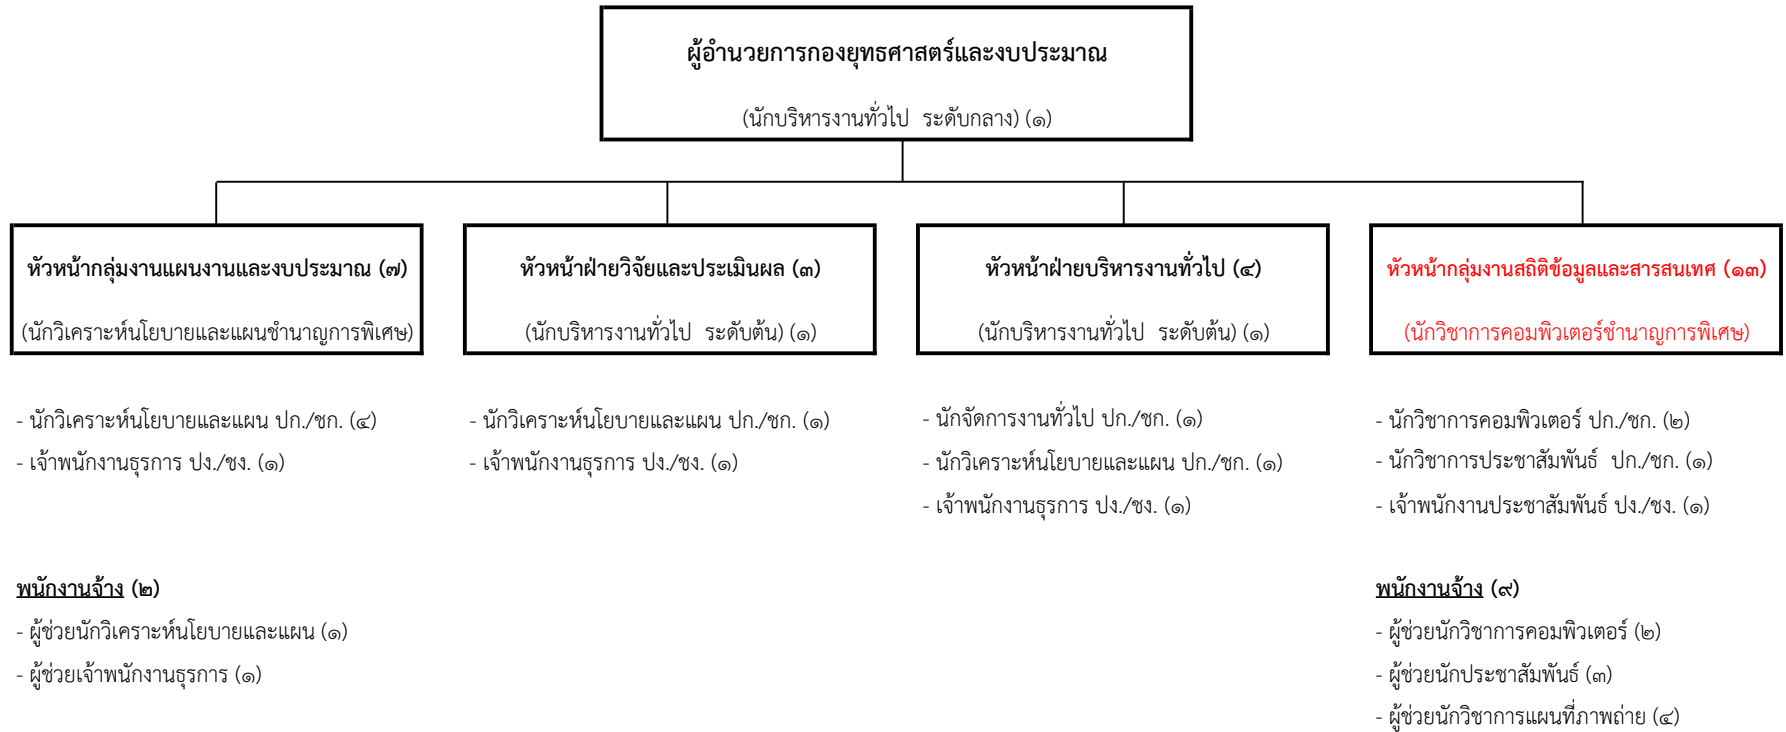 ผู้อำนวยการกองยุทธศาสตร์และงบประมาณ
(นักบริหารงานทั่วไป ระดับกลาง) (๑)
หัวหน้ากลุ่มงานแผนงานและงบประมาณ (๗)
(นักวิเคราะห์นโยบายและแผนชำนาญการพิเศษ)
- นักวิเคราะห์นโยบายและแผน ปก./ชก. (๔)
- เจ้าพนักงานธุรการ ปง./ชง. (๑)
พนักงานจ้าง (๒)
- ผู้ช่วยนักวิเคราะห์นโยบายและแผน (๑)
- ผู้ช่วยเจ้าพนักงานธุรการ (๑)
หัวหน้าฝ่ายวิจัยและประเมินผล (๓)
(นักบริหารงานทั่วไป ระดับต้น) (๑)
- นักวิเคราะห์นโยบายและแผน ปก./ชก. (๑)
- เจ้าพนักงานธุรการ ปง./ชง. (๑)
หัวหน้าฝ่ายบริหารงานทั่วไป (๔)
(นักบริหารงานทั่วไป ระดับต้น) (๑)
- นักจัดการงานทั่วไป ปก./ชก. (๑)
- นักวิเคราะห์นโยบายและแผน ปก./ชก. (๑)
- เจ้าพนักงานธุรการ ปง./ชง. (๑)
หัวหน้ากลุ่มงานสถิติข้อมูลและสารสนเทศ (๑๓)
(นักวิชาการคอมพิวเตอร์ชำนาญการพิเศษ)
- นักวิชาการคอมพิวเตอร์ ปก./ชก. (๒)
- นักวิชาการประชาสัมพันธ์ ปก./ชก. (๑)
- เจ้าพนักงานประชาสัมพันธ์ ปง./ชง. (๑)
พนักงานจ้าง (๙)
- ผู้ช่วยนักวิชาการคอมพิวเตอร์ (๒)
- ผู้ช่วยนักประชาสัมพันธ์ (๓)
- ผู้ช่วยนักวิชาการแผนที่ภาพถ่าย (๔)